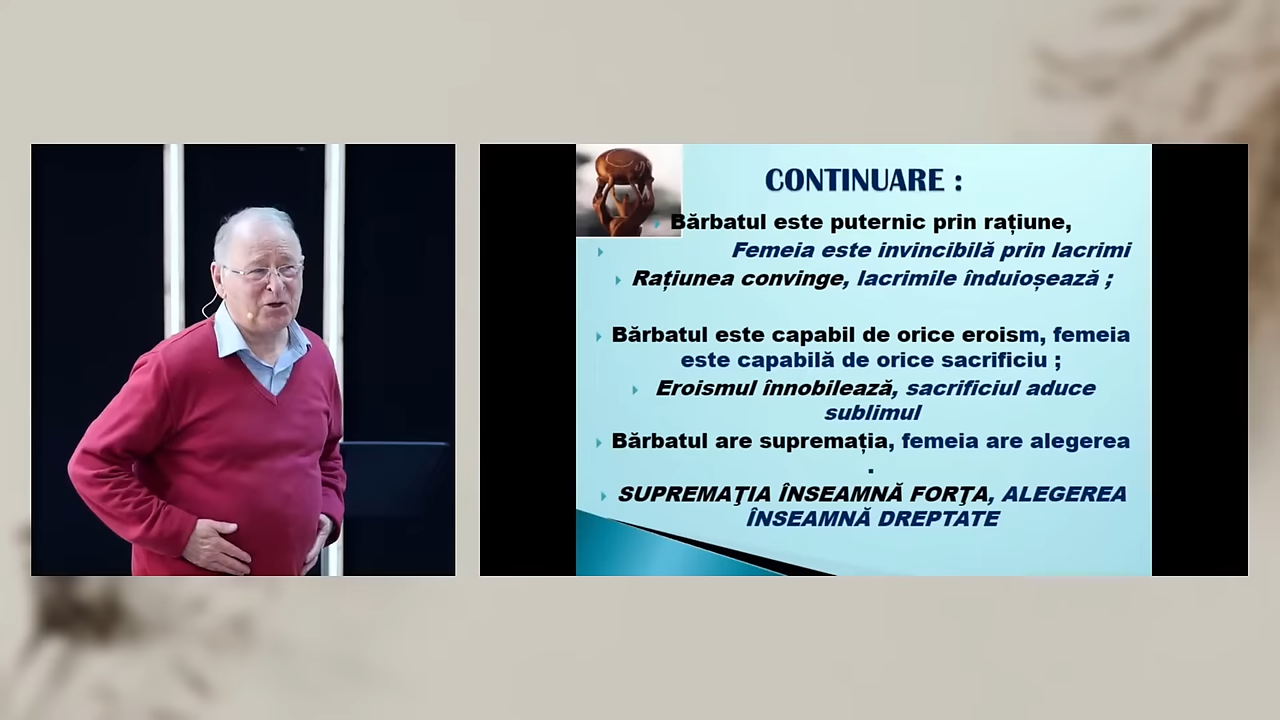 CONTINUARE :
Bărbatul este puternic prin rațiune,
Femeia este invincibilă prin lacrimi
Rațiunea convinge, lacrimile înduioșează ;
Bărbatul este capabil de orice eroism, femeia
este capabilă de orice sacrificiu ;
Eroismul înnobilează, sacrificiul aduce
sublimul
Bărbatul are supremația, femeia are alegerea
.
SUPREMAŢIA ÎNSEAMNĂ FORŢA, ALEGEREA
ÎNSEAMNĂ DREPTATE